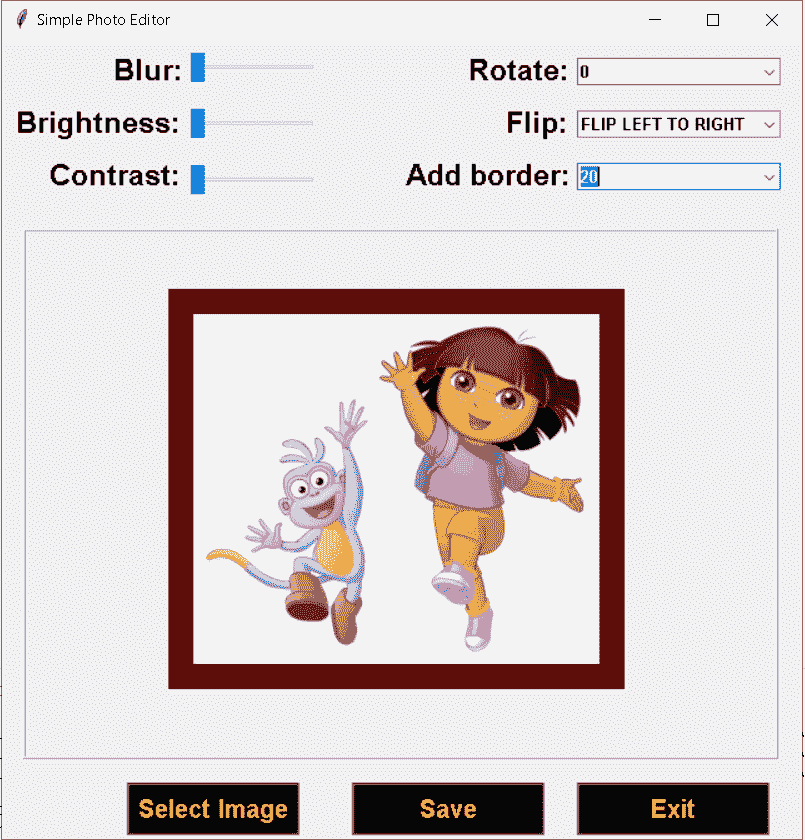 Simple Photo Editor
Blur:
Rotate: 0
Brightness:
Flip: FLIP LEFT TO RIGHT
Contrast:
Add border: 20
Select Image
Save
Exit